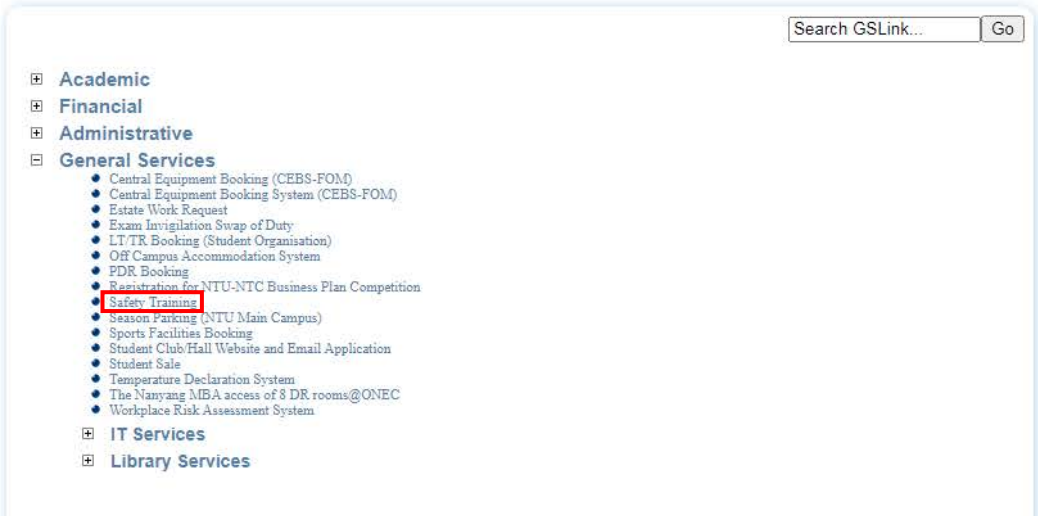 Search GSLink...
Go
Academic
Financial
Administrative
General Services
Central Equipment Booking (CEBS-FOM)
Central Equipment Booking System (CEBS-FOM)
Estate Work Request
Exam Invigilation Swap of Duty
LT/TR Booking (Student Organisation)
Off Campus Accommodation System
PDR Booking
Registration for NTU-NTC Business Plan Competition
Safety Training
Season Parking (NTU Main Campus)
Sports Facilities Booking
Student Club/Hall Website and Email Application
Student Sale
Temperature Declaration System
The Nanyang MBA access of 8 DR rooms@ONEC
Workplace Risk Assessment System
IT Services
Library Services